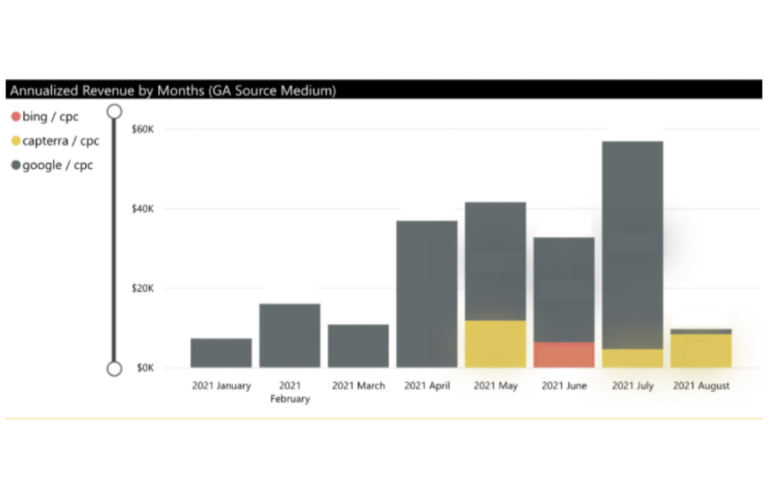 Annualized Revenue by Months (GA Source Medium)
bing / cpc
capterra / cpc
google / cpc
$60K
$40K
$20K
$0K
2021 January
2021
February
2021 March
2021 April
2021 May
2021 June
2021 July
2021 August